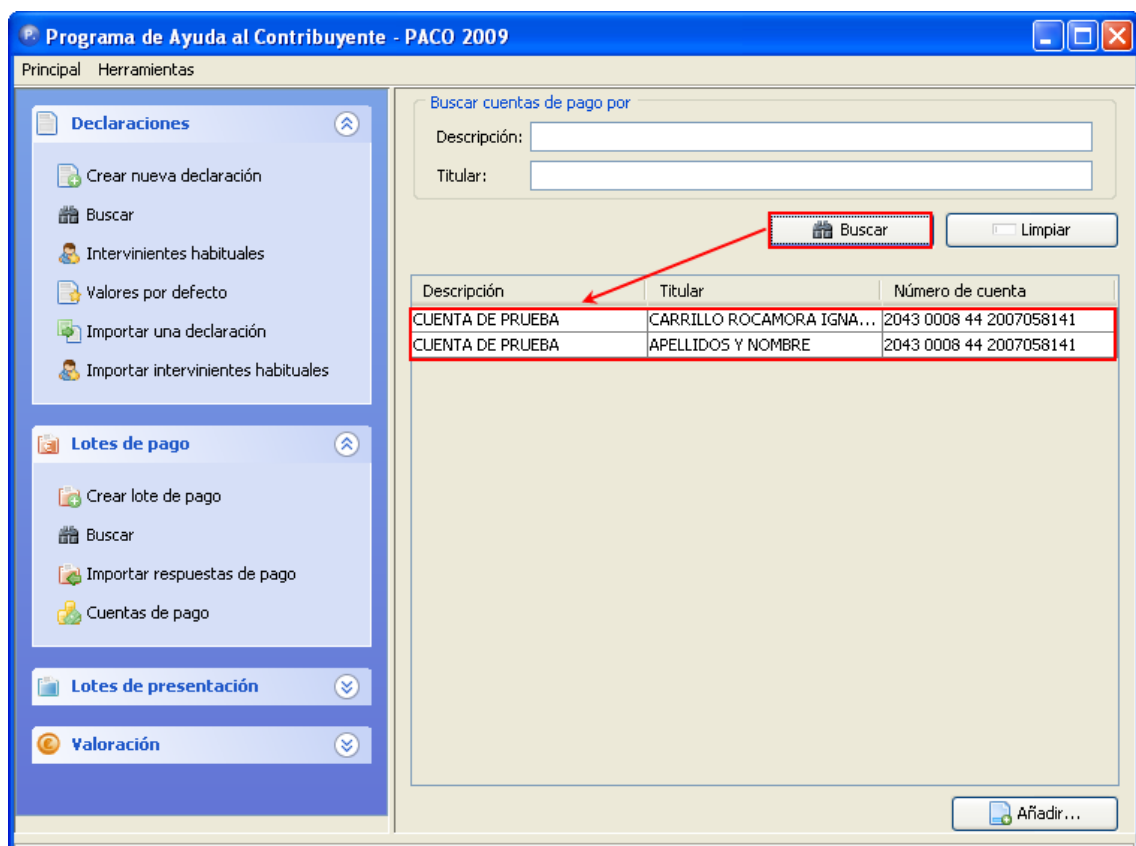 Programa de Ayuda al Contribuyente - PACO 2009
Principal Herramientas
Declaraciones
Crear nueva declaración
Buscar
Intervinientes habituales
Valores por defecto
Importar una declaración
Importar intervinientes habituales
Lotes de pago
Crear lote de pago
Buscar
Importar respuestas de pago
Cuentas de pago
Lotes de presentación
Valoración
Buscar cuentas de pago por
Descripción:
Titular:
Buscar Limpiar
Descripción Titular Número de cuenta
CUENTA DE PRUEBA CARRILLO ROCAMORA IGNA... 2043 0008 44 2007058141
CUENTA DE PRUEBA APELLIDOS Y NOMBRE 2043 0008 44 2007058141
Añadir...